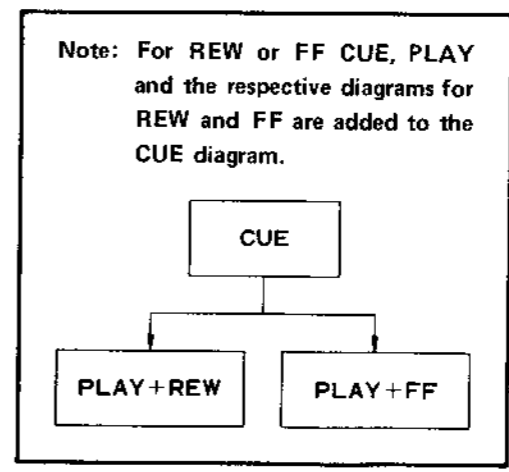 Note: For REW or FF CUE, PLAY
and the respective diagrams for
REW and FF are added to the
CUE diagram.
CUE
PLAY+REW
PLAY+FF